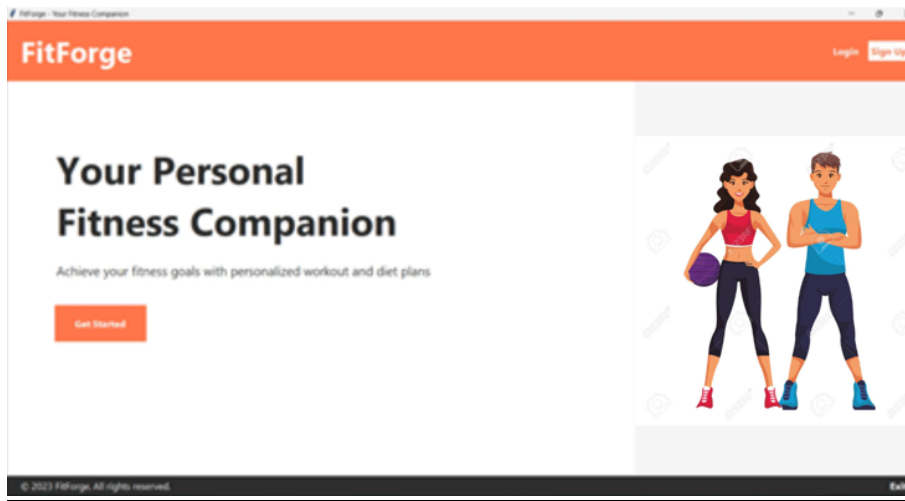 FitForge - Your Fitness Companion
FitForge
Login
Sign Up
Your Personal
Fitness Companion
Achieve your fitness goals with personalized workout and diet plans
Get Started
© 2023 FitForge. All rights reserved.
Exit